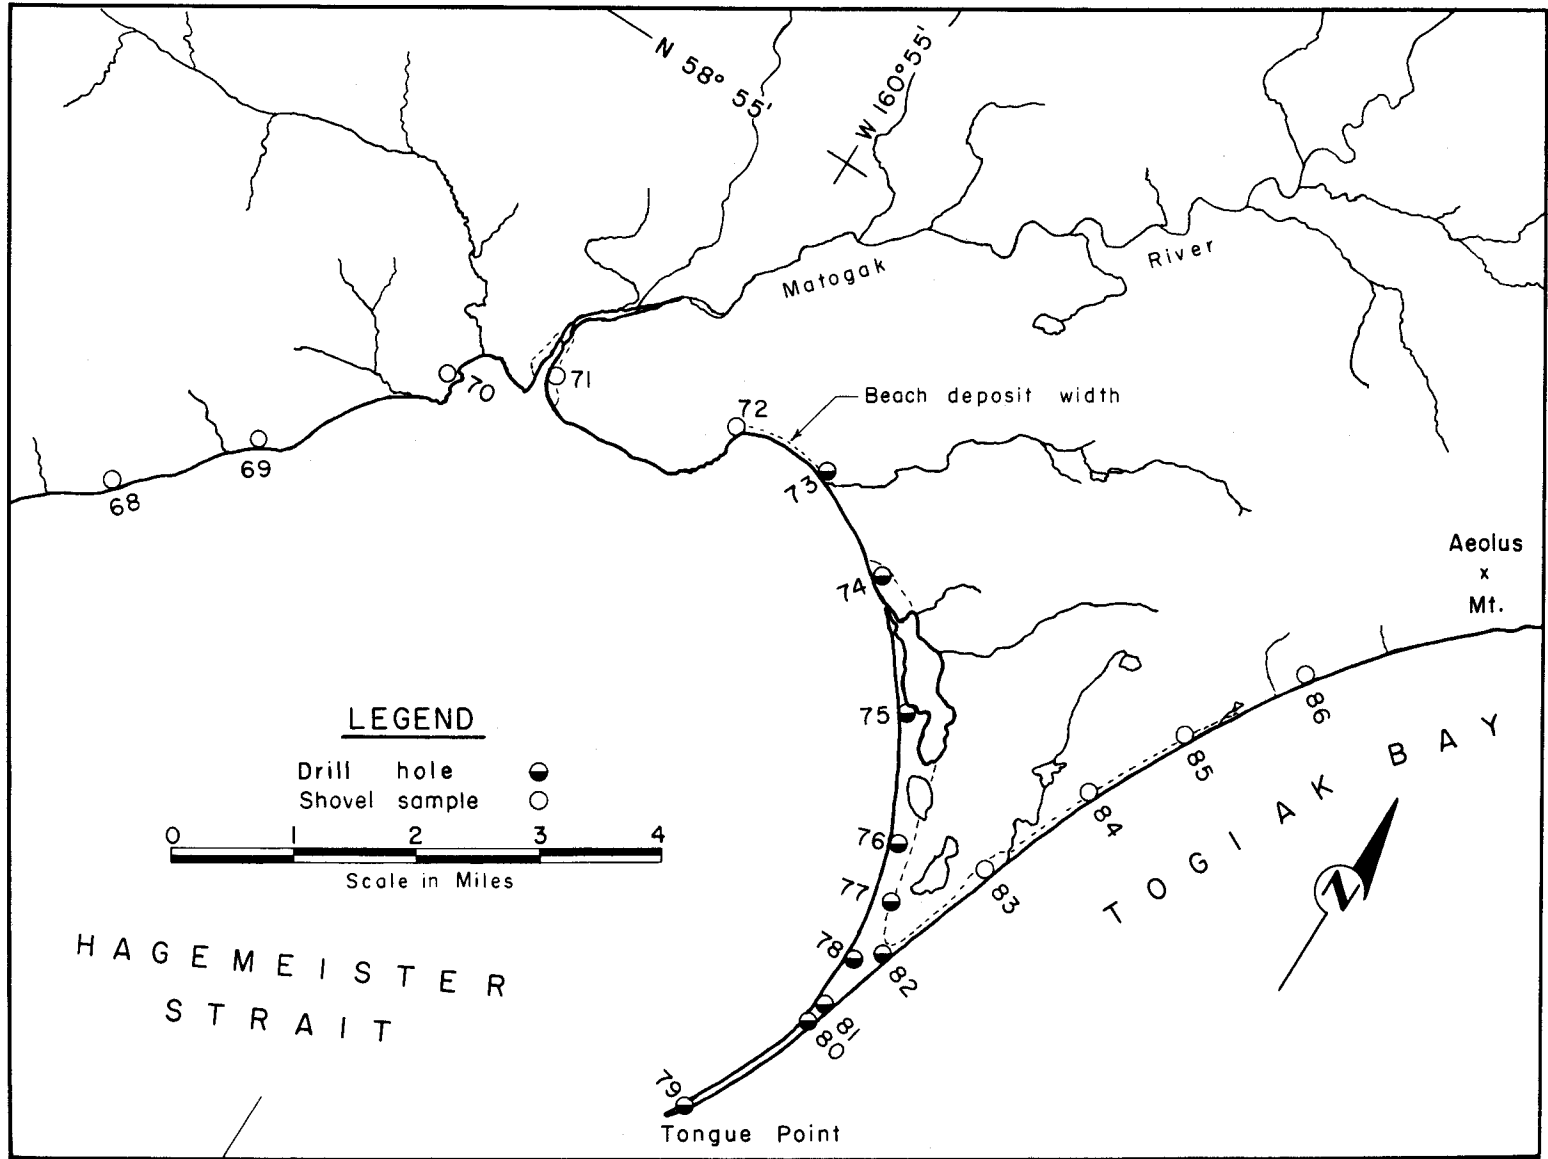 N 58° 55'
W 160° 55'
Matogak River
70
71
72
Beach deposit width
69
68
73
74
Aeolus
x
Mt.
75
86
85
TOGIAK BAY
LEGEND
Drill hole
Shovel sample
0 1 2 3 4
Scale in Miles
84
76
77
83
N
78
82
HAGEMEISTER
STRAIT
81
80
79
Tongue Point